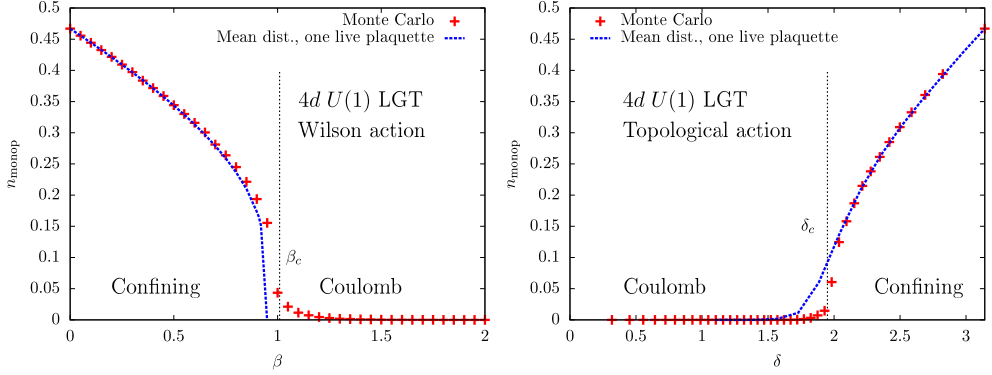 Monte Carlo
Mean dist., one live plaquette
4d U(1) LGT
Wilson action
β_c
Confining
Coulomb
n_monop
0.5
0.45
0.4
0.35
0.3
0.25
0.2
0.15
0.1
0.05
0
0 0.5 1 1.5 2
β
Monte Carlo
Mean dist., one live plaquette
4d U(1) LGT
Topological action
δ_c
Coulomb
Confining
n_monop
0.5
0.45
0.4
0.35
0.3
0.25
0.2
0.15
0.1
0.05
0
0 0.5 1 1.5 2 2.5 3
δ